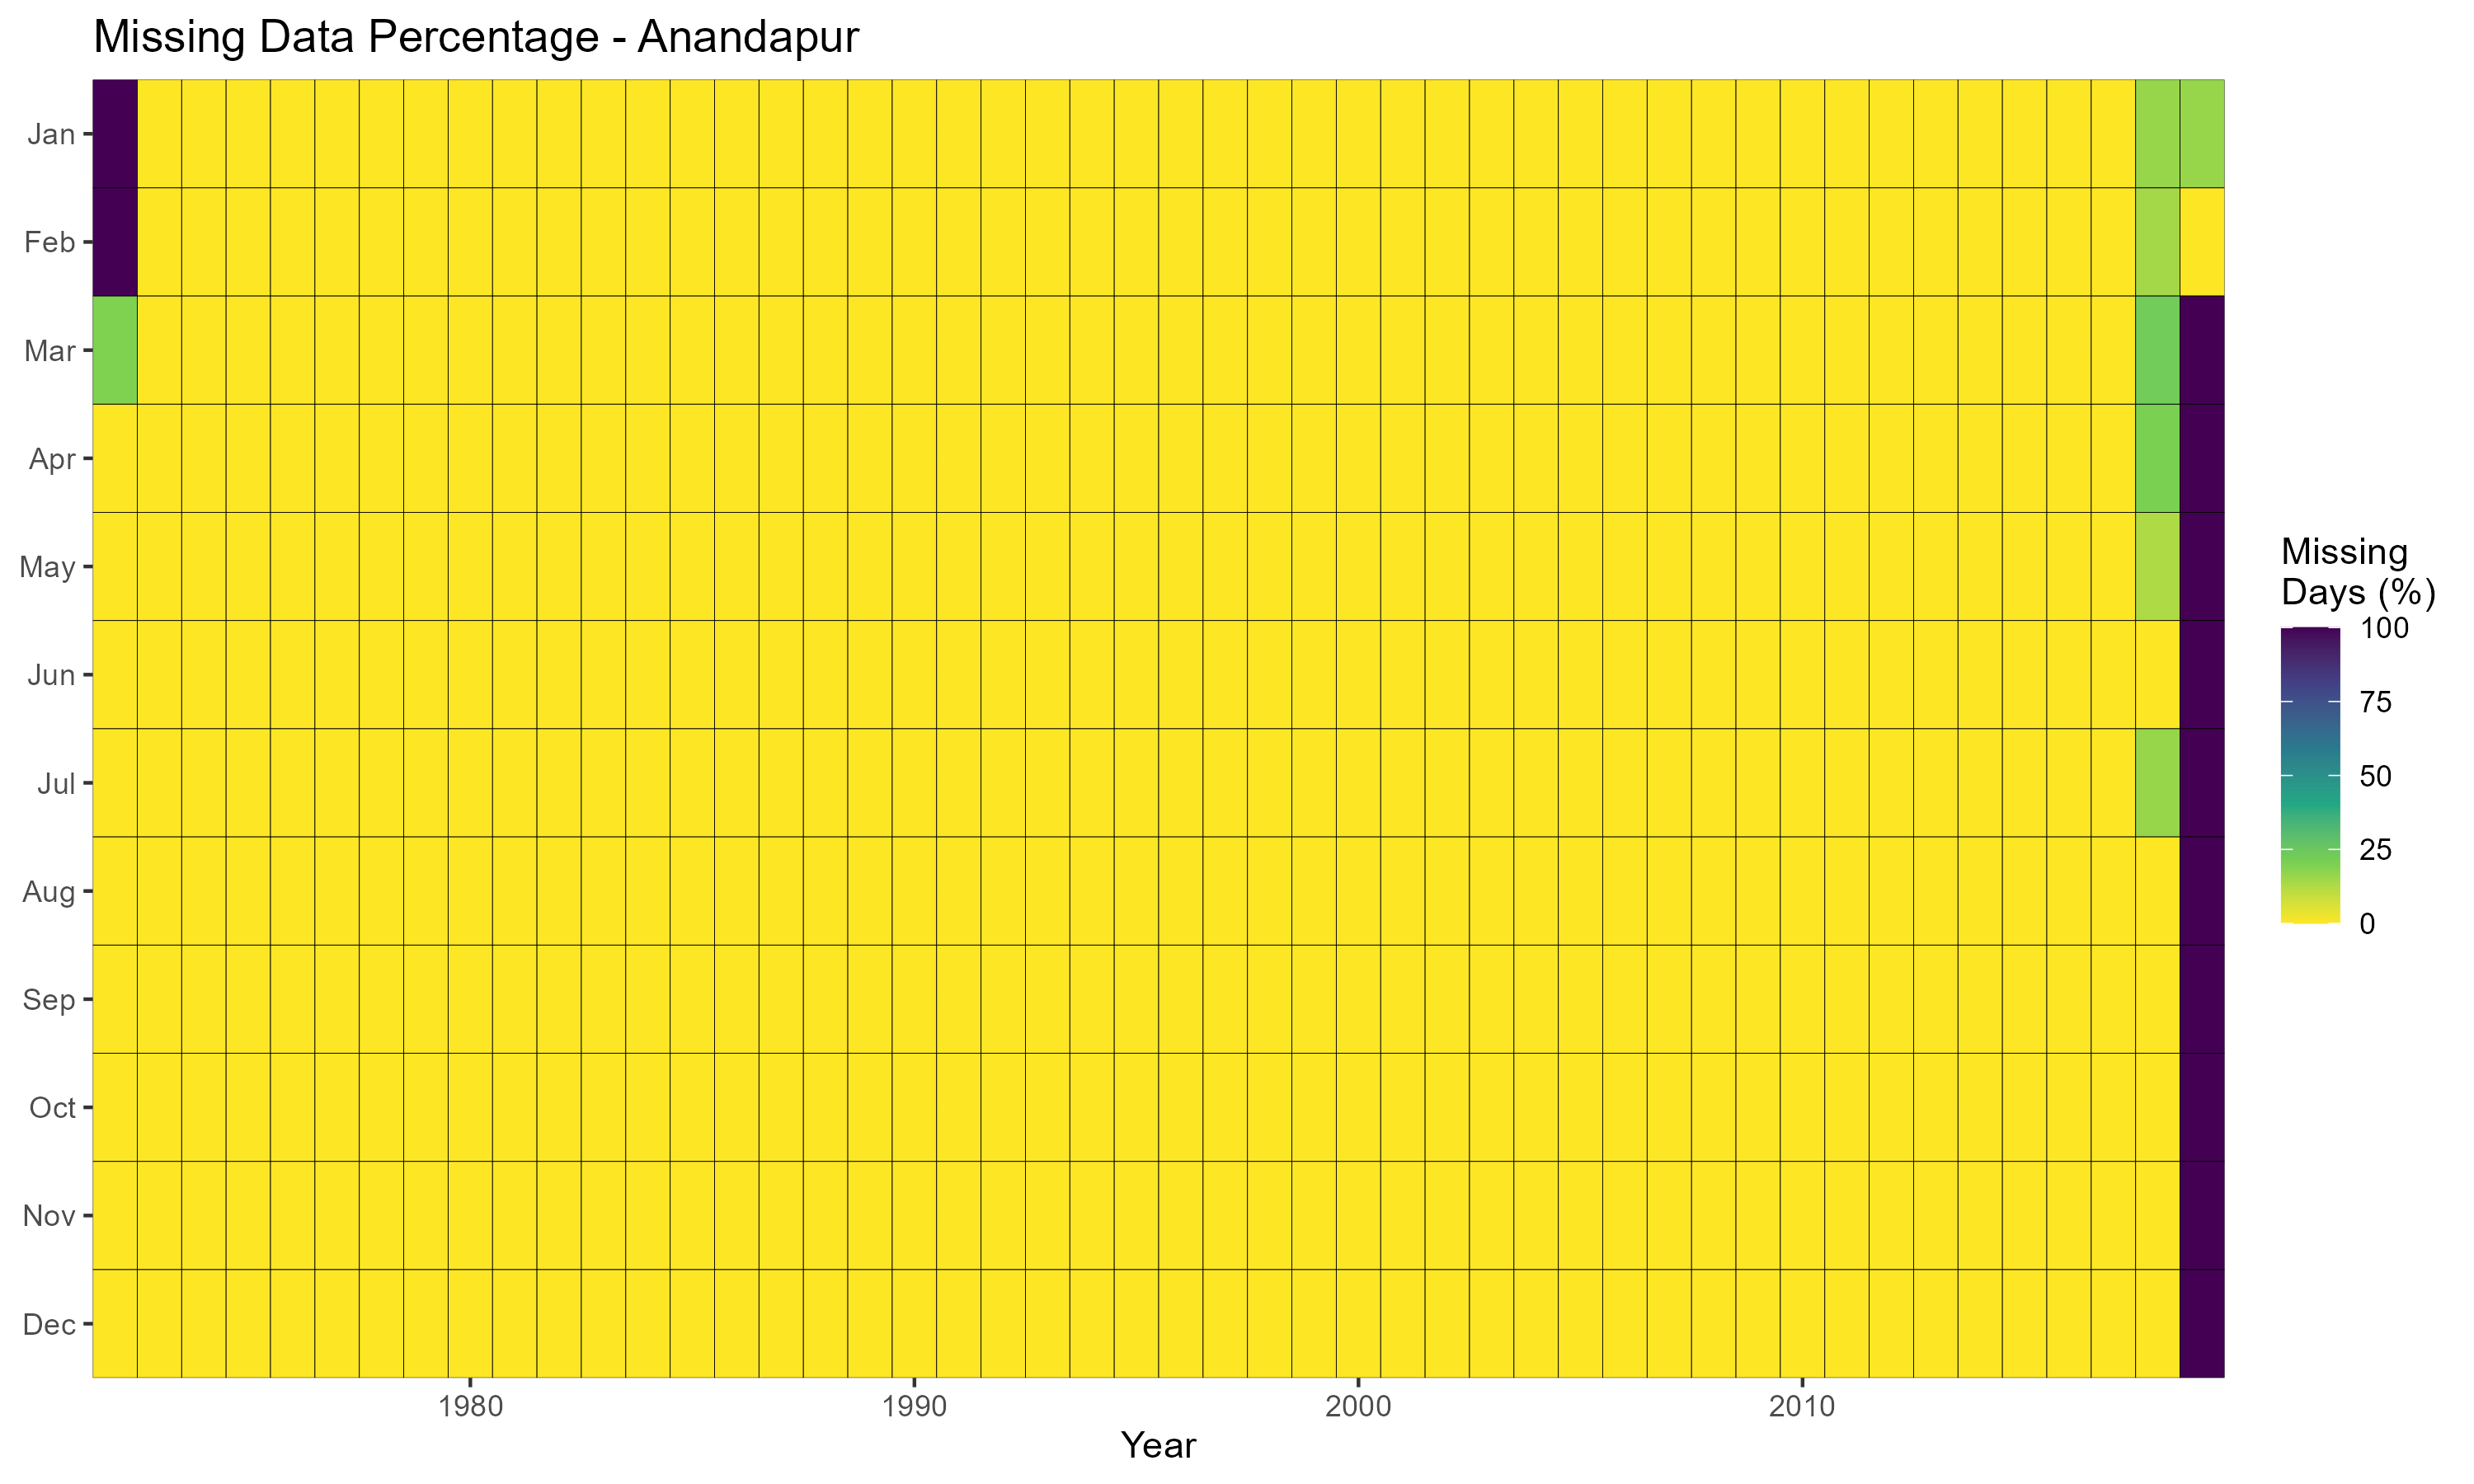 Missing Data Percentage - Anandapur
Jan
Feb
Mar
Apr
May
Jun
Jul
Aug
Sep
Oct
Nov
Dec
1980
1990
2000
2010
Year
Missing
Days (%)
100
75
50
25
0